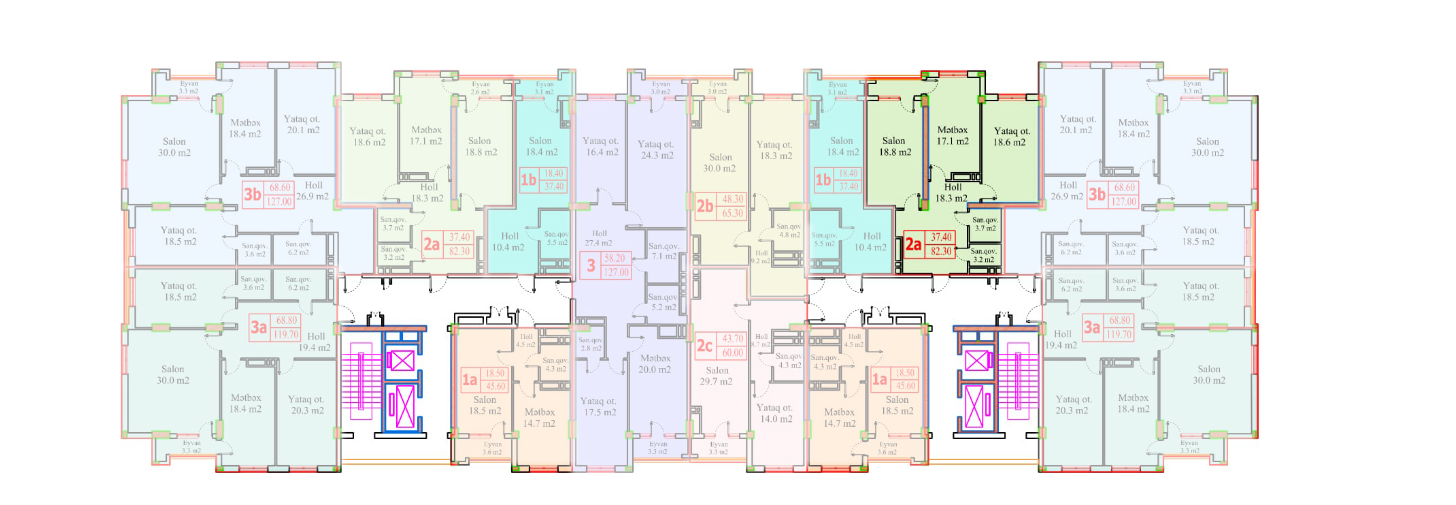 Eyvan
3.3 m2
Salon
30.0 m2
Mətbəx
18.4 m2
Yataq ot.
20.1 m2
3b
68.60
127.00
Holl
26.9 m2
Yataq ot.
18.5 m2
San.qov.
3.6 m2
San.qov.
6.2 m2
Yataq ot.
18.6 m2
Mətbəx
17.1 m2
Eyvan
2.6 m2
Salon
18.8 m2
Holl
18.3 m2
San.qov.
3.7 m2
San.qov.
3.2 m2
2a
37.40
82.30
Eyvan
3.1 m2
Salon
18.4 m2
1b
18.40
37.40
Holl
10.4 m2
San.qov.
5.5 m2
Yataq ot.
16.4 m2
Eyvan
3.0 m2
Yataq ot.
24.3 m2
Holl
27.4 m2
3
58.20
127.00
San.qov.
7.1 m2
San.qov.
5.2 m2
San.qov.
2.8 m2
Yataq ot.
17.5 m2
Mətbəx
20.0 m2
Eyvan
3.3 m2
Eyvan
3.0 m2
Salon
30.0 m2
Yataq ot.
18.3 m2
2b
48.30
65.30
San.qov.
4.8 m2
Holl
9.2 m2
Eyvan
3.1 m2
Salon
18.4 m2
1b
18.40
37.40
San.qov.
5.5 m2
Holl
10.4 m2
Salon
18.8 m2
Mətbəx
17.1 m2
Yataq ot.
18.6 m2
Holl
18.3 m2
San.qov.
3.7 m2
San.qov.
3.2 m2
2a
37.40
82.30
Yataq ot.
20.1 m2
Mətbəx
18.4 m2
Eyvan
3.3 m2
Salon
30.0 m2
Holl
26.9 m2
3b
68.60
127.00
San.qov.
6.2 m2
San.qov.
3.6 m2
Yataq ot.
18.5 m2
Yataq ot.
18.5 m2
San.qov.
3.6 m2
San.qov.
6.2 m2
3a
68.80
119.70
Holl
19.4 m2
Salon
30.0 m2
Mətbəx
18.4 m2
Yataq ot.
20.3 m2
Eyvan
3.3 m2
1a
18.50
45.60
Holl
4.5 m2
San.qov.
4.3 m2
Salon
18.5 m2
Mətbəx
14.7 m2
Eyvan
3.6 m2
2c
43.70
60.00
Holl
8.7 m2
San.qov.
4.3 m2
Salon
29.7 m2
Yataq ot.
14.0 m2
Eyvan
3.3 m2
San.qov.
4.3 m2
Holl
4.5 m2
1a
18.50
45.60
Mətbəx
14.7 m2
Salon
18.5 m2
Eyvan
3.6 m2
San.qov.
6.2 m2
San.qov.
3.6 m2
Yataq ot.
18.5 m2
Holl
19.4 m2
3a
68.80
119.70
Yataq ot.
20.3 m2
Mətbəx
18.4 m2
Salon
30.0 m2
Eyvan
3.3 m2